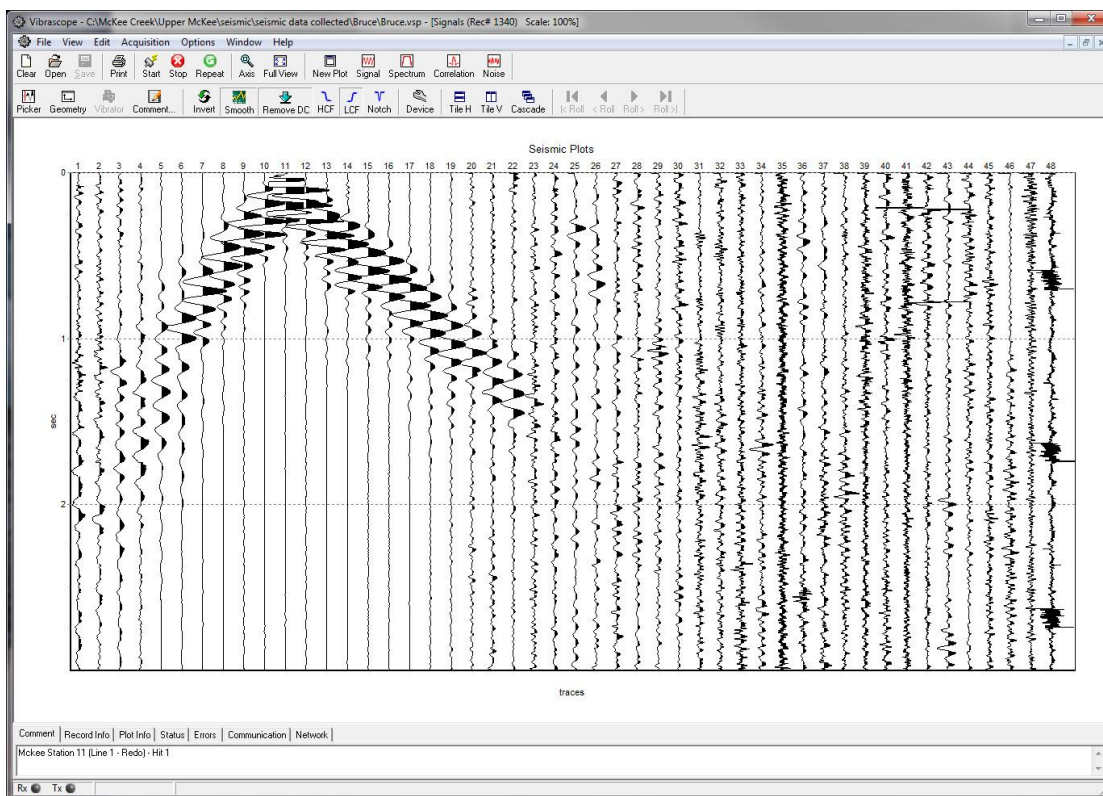 Vibrascope - C:\McKee Creek\Upper McKee\seismic\seismic data collected\Bruce\Bruce.vsp - [Signals (Rec# 1340) Scale: 100%]
File View Edit Acquisition Options Window Help
Clear Open Save Print Start Stop Repeat Axis Full View New Plot Signal Spectrum Correlation Noise
Picker Geometry Vibrator Comment... Invert Smooth Remove DC HCF LCF Notch Device Tile H Tile V Cascade |< Roll < Roll Roll > Roll >|
Seismic Plots
1 2 3 4 5 6 7 8 9 10 11 12 13 14 15 16 17 18 19 20 21 22 23 24 25 26 27 28 29 30 31 32 33 34 35 36 37 38 39 40 41 42 43 44 45 46 47 48
0
1
sec
2
traces
Comment Record Info Plot Info Status Errors Communication Network
Mckee Station 11 (Line 1 - Redo) - Hit 1
Rx Tx